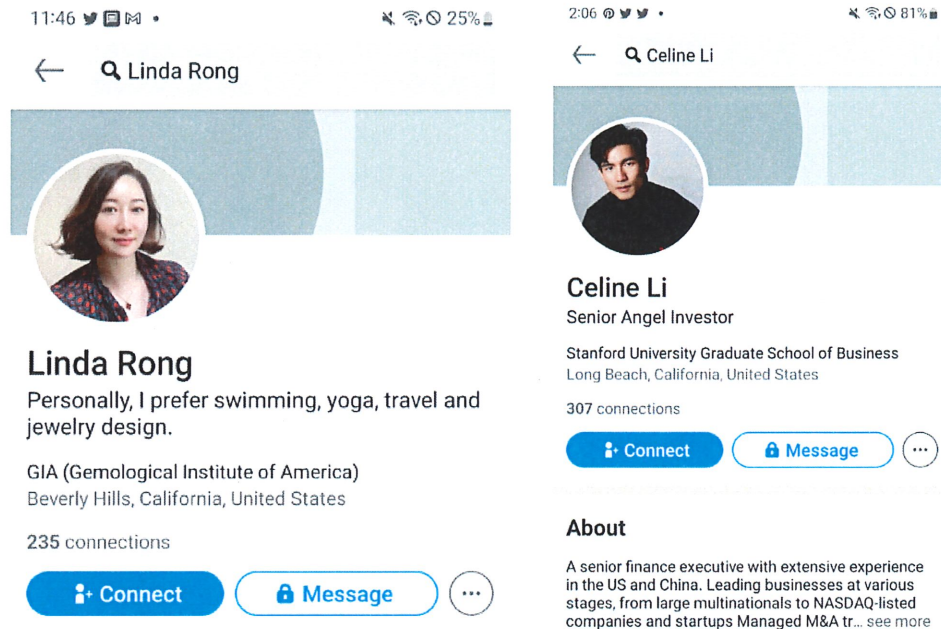 11:46
25%
Linda Rong
Linda Rong
Personally, I prefer swimming, yoga, travel and
jewelry design.
GIA (Gemological Institute of America)
Beverly Hills, California, United States
235 connections
Connect
Message
2:06
81%
Celine Li
Celine Li
Senior Angel Investor
Stanford University Graduate School of Business
Long Beach, California, United States
307 connections
Connect
Message
About
A senior finance executive with extensive experience
in the US and China. Leading businesses at various
stages, from large multinationals to NASDAQ-listed
companies and startups Managed M&A tr... see more